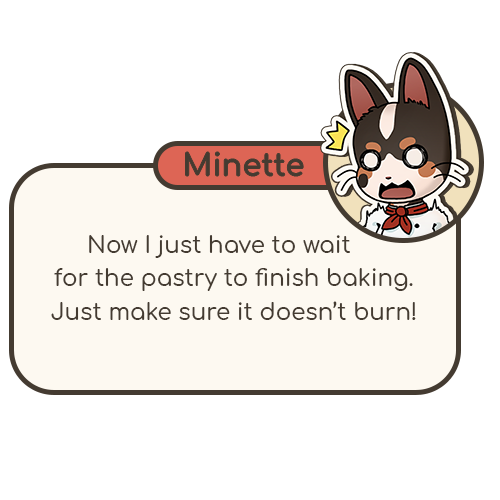 Minette
Now I just have to wait
for the pastry to finish baking.
Just make sure it doesn’t burn!